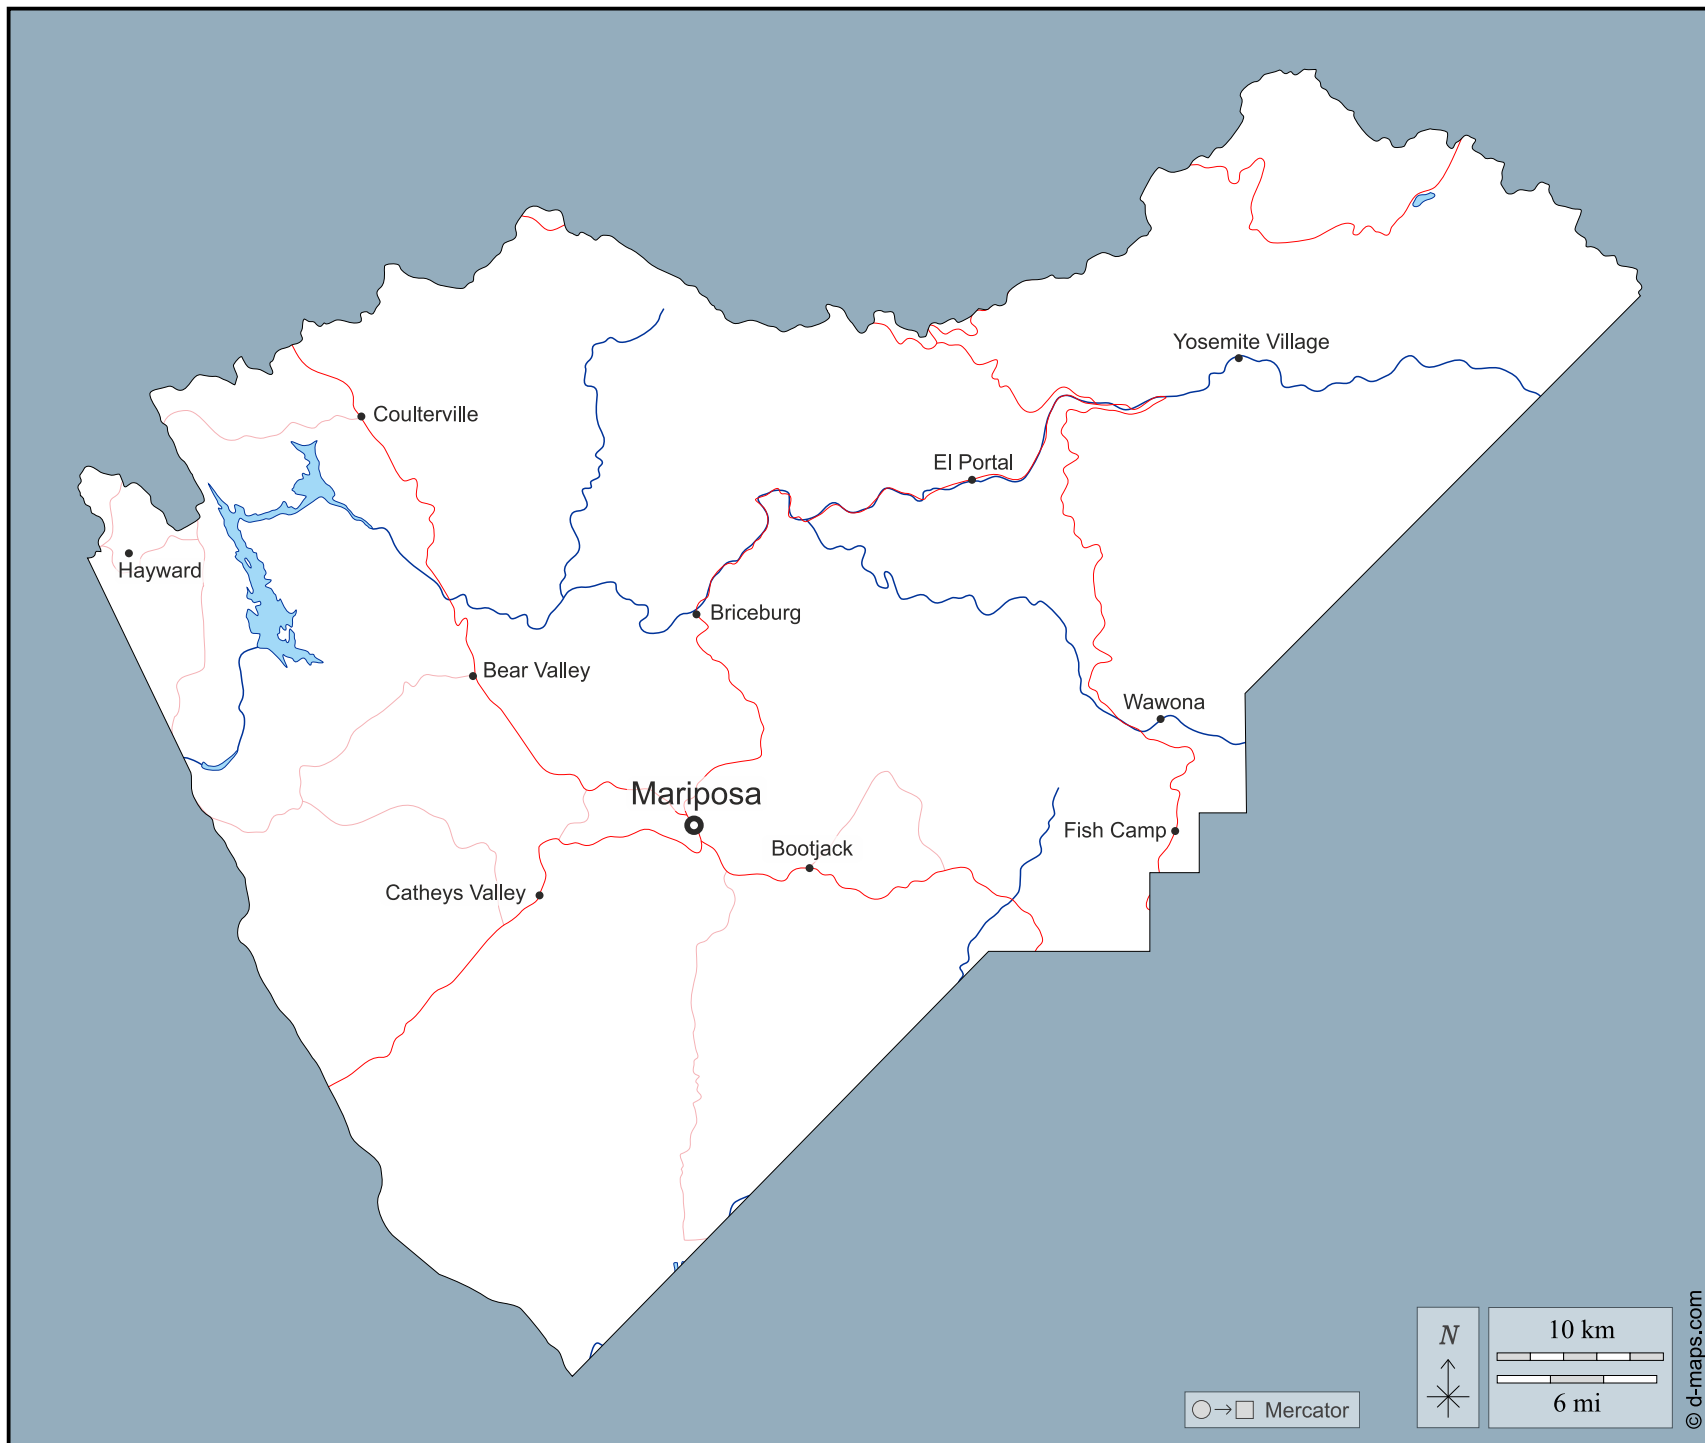 Yosemite Village
Coulterville
El Portal
Hayward
Briceburg
Bear Valley
Wawona
Mariposa
Fish Camp
Bootjack
Catheys Valley
N
10 km
6 mi
Mercator
© d-maps.com